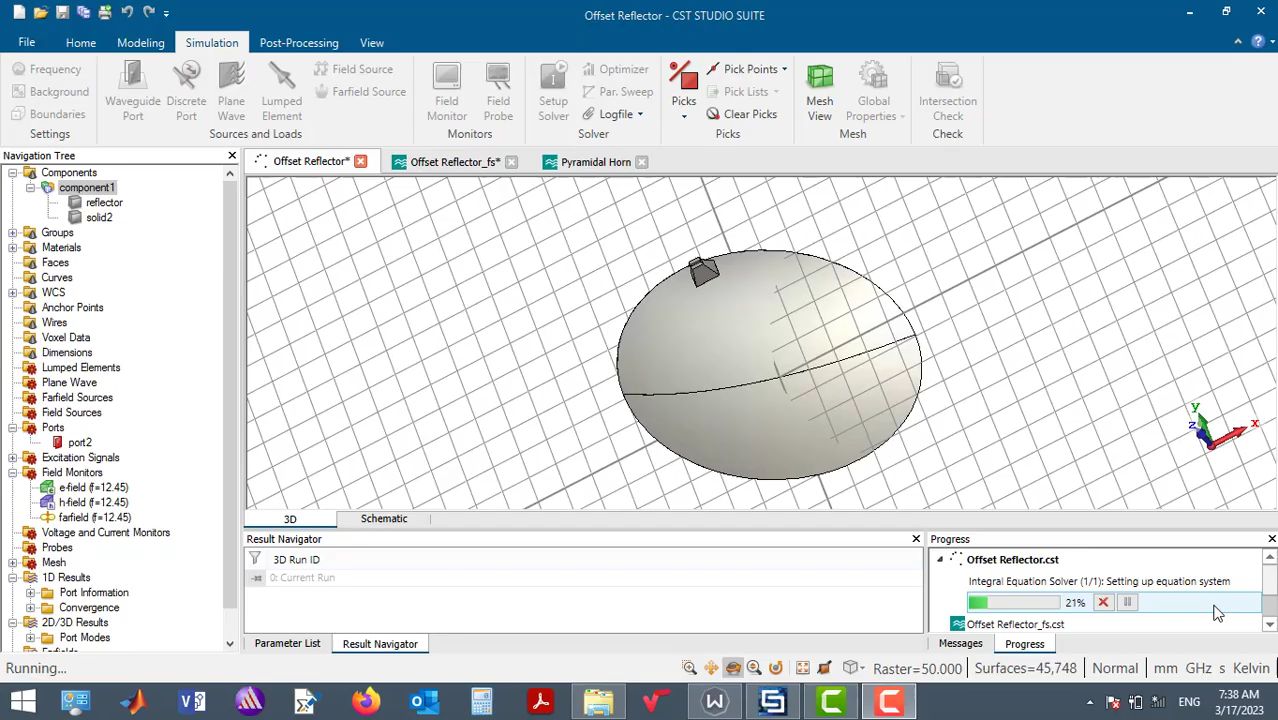 Offset Reflector - CST STUDIO SUITE
File
Home
Modeling
Simulation
Post-Processing
View
Frequency
Background
Boundaries
Settings
Waveguide Port
Discrete Port
Plane Wave
Lumped Element
Field Source
Farfield Source
Sources and Loads
Field Monitor
Field Probe
Monitors
Setup Solver
Optimizer
Par. Sweep
Logfile
Solver
Picks
Pick Points
Pick Lists
Clear Picks
Picks
Mesh View
Global Properties
Mesh
Intersection Check
Check
Navigation Tree
Components
component1
reflector
solid2
Groups
Materials
Faces
Curves
WCS
Anchor Points
Wires
Voxel Data
Dimensions
Lumped Elements
Plane Wave
Farfield Sources
Field Sources
Ports
port2
Excitation Signals
Field Monitors
e-field (f=12.45)
h-field (f=12.45)
farfield (f=12.45)
Voltage and Current Monitors
Probes
Mesh
1D Results
Port Information
Convergence
2D/3D Results
Port Modes
Offset Reflector*
Offset Reflector_fs*
Pyramidal Horn
y
z
x
3D
Schematic
Result Navigator
3D Run ID
0: Current Run
Parameter List
Result Navigator
Progress
Offset Reflector.cst
Integral Equation Solver (1/1): Setting up equation system
21%
Offset Reflector_fs.cst
Messages
Progress
Running...
Raster=50.000
Surfaces=45,748
Normal
mm GHz s Kelvin
ENG
7:38 AM
3/17/2023